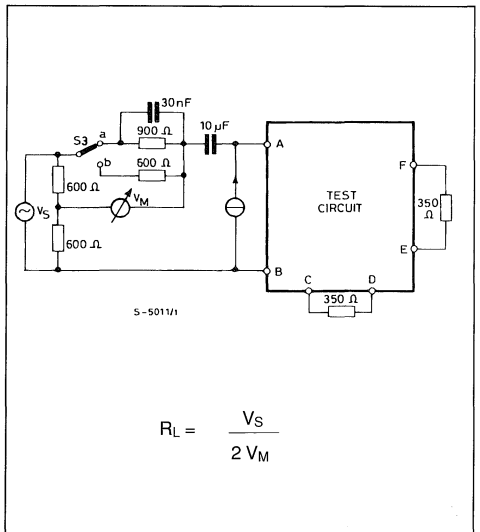 30nF
S3 a 900 Ω 10 µF A
b 600 Ω F
600 Ω VM TEST CIRCUIT 350 Ω
VS
600 Ω E
B C D
S-5011/1 350 Ω
RL = VS
2 VM